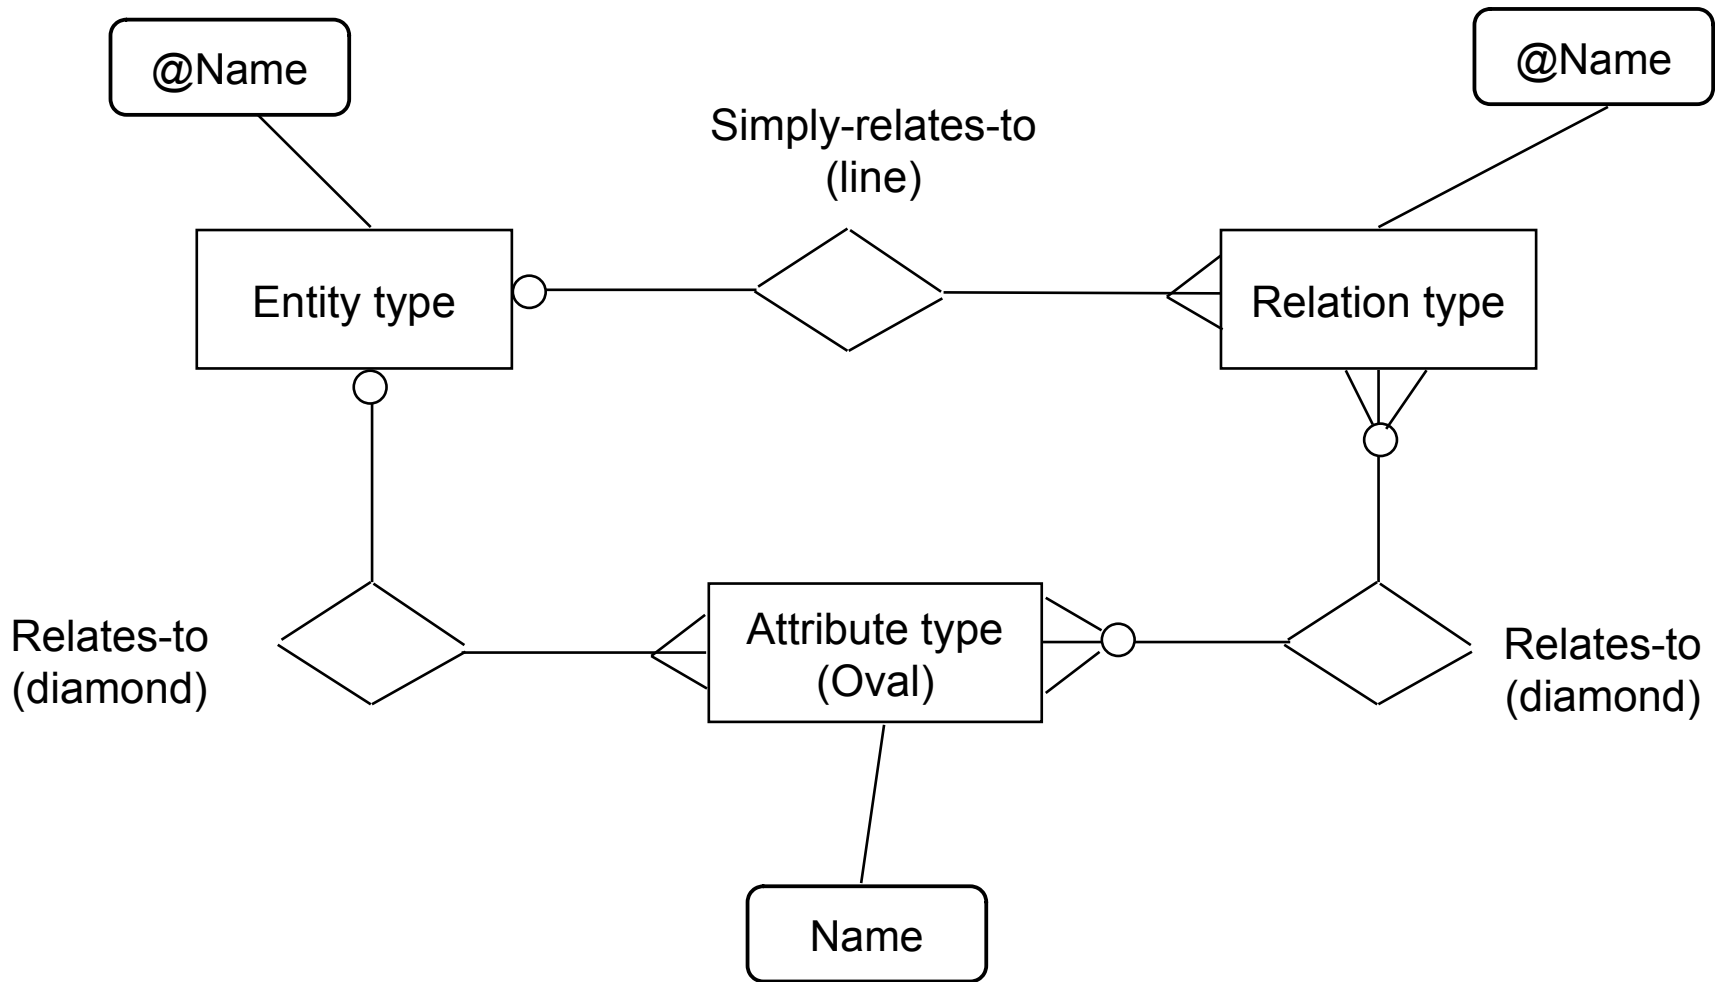 @Name
@Name
Simply-relates-to
(line)
Entity type
Relation type
Relates-to
(diamond)
Attribute type
(Oval)
Relates-to
(diamond)
Name